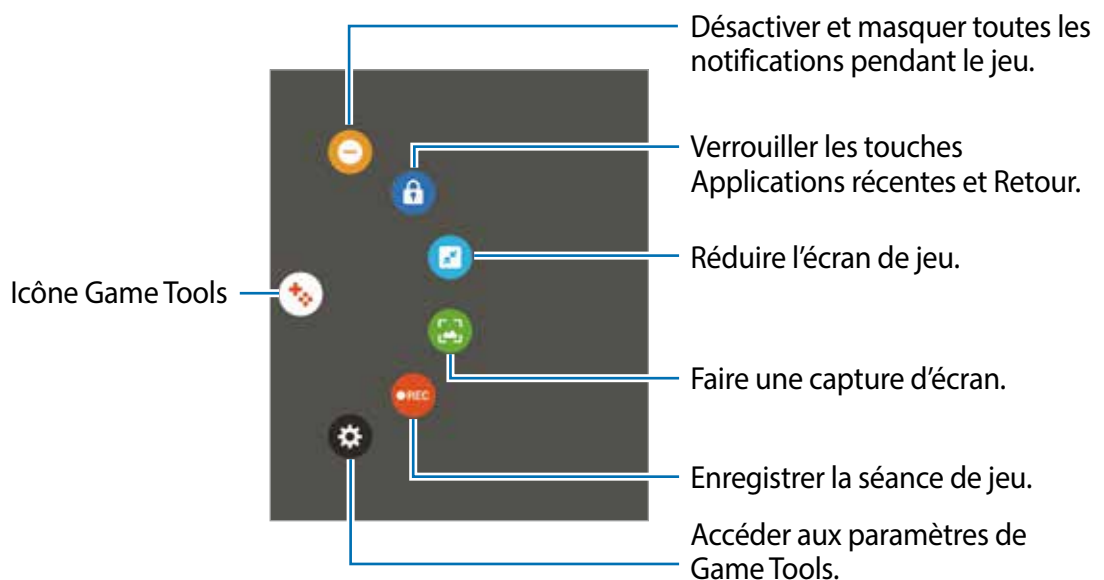 Désactiver et masquer toutes les
notifications pendant le jeu.
Verrouiller les touches
Applications récentes et Retour.
Réduire l’écran de jeu.
Icône Game Tools
Faire une capture d’écran.
REC
Enregistrer la séance de jeu.
Accéder aux paramètres de
Game Tools.